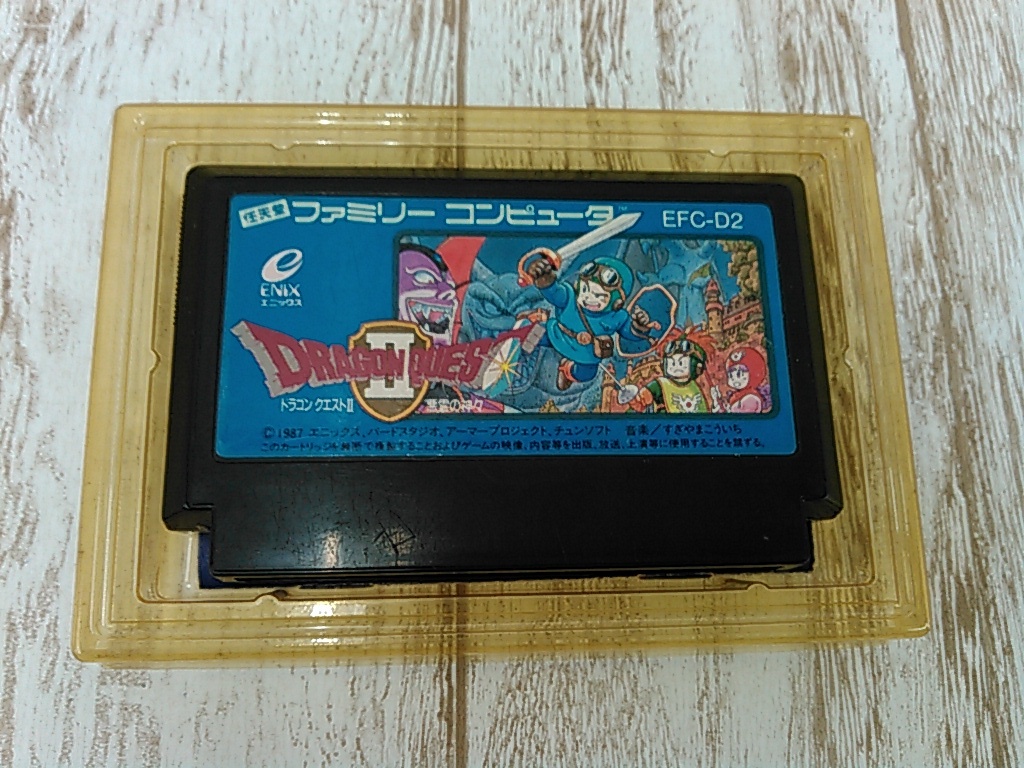 任天堂 ファミリー コンピュータ™ EFC-D2
e
ENIX
エニックス
DRAGON QUEST
II
ドラゴンクエストII 悪霊の神々
©1987 エニックス、バードスタジオ、アーマープロジェクト、チュンソフト 音楽/すぎやまこういち
このカートリッジを無断で複製することおよびゲームの映像、内容等を出版、放送、上演等に使用することを禁ずる。